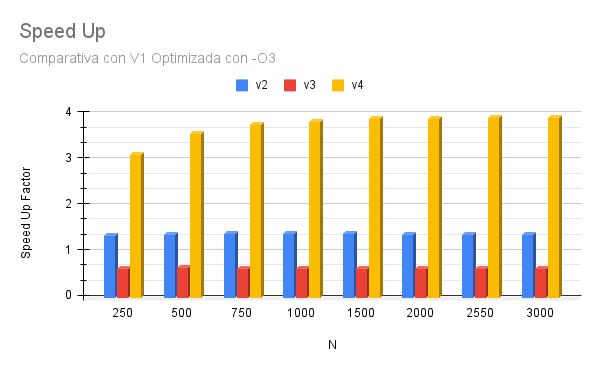 Speed Up
Comparativa con V1 Optimizada con -O3
v2 v3 v4
4
3
2
1
0
Speed Up Factor
250 500 750 1000 1500 2000 2550 3000
N